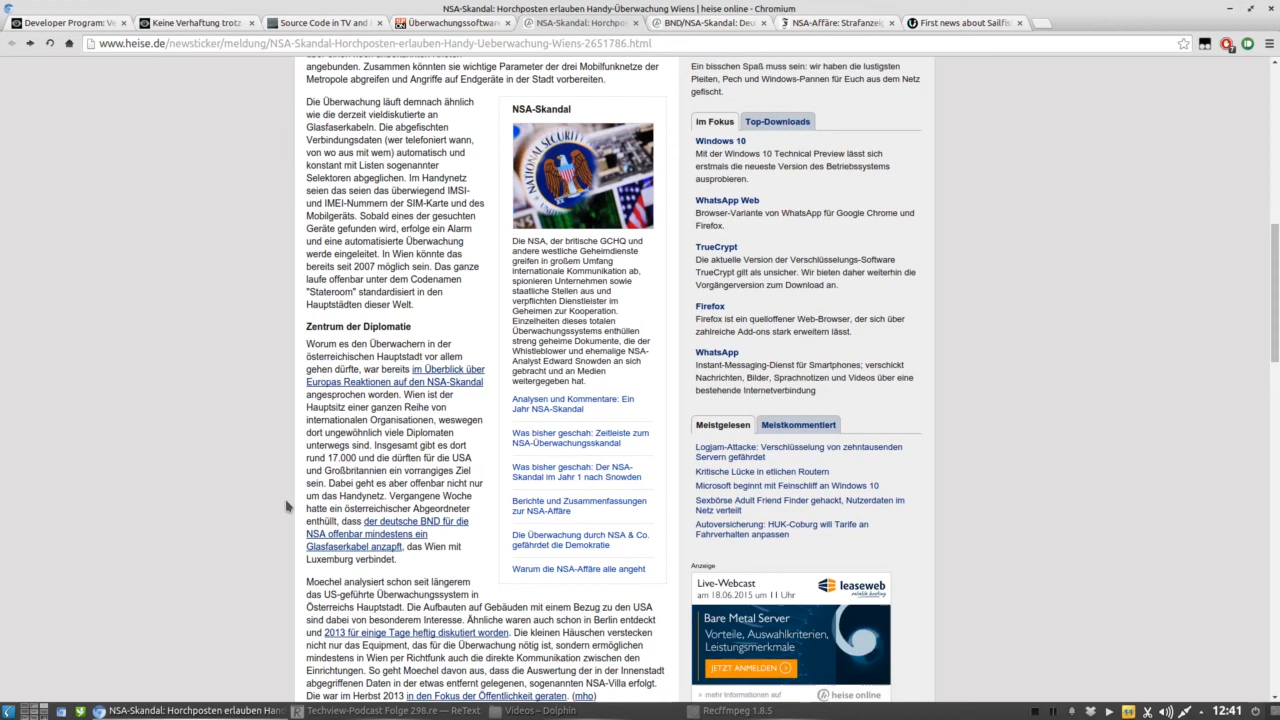 NSA-Skandal: Horchposten erlauben Handy-Überwachung Wiens | heise online - Chromium
Developer Program: Ve
Keine Verhaftung trotz
Source Code in TV and
Überwachungssoftware
NSA-Skandal: Horchpos
BND/NSA-Skandal: Deu
NSA-Affäre: Strafanzeig
First news about Sailfis
www.heise.de/newsticker/meldung/NSA-Skandal-Horchposten-erlauben-Handy-Ueberwachung-Wiens-2651786.html
angebunden. Zusammen könnten sie wichtige Parameter der drei Mobilfunknetze der
Metropole abgreifen und Angriffe auf Endgeräte in der Stadt vorbereiten.
Die Überwachung läuft demnach ähnlich
wie die derzeit vieldiskutierte an
Glasfaserkabeln. Die abgefischten
Verbindungsdaten (wer telefoniert wann,
von wo aus mit wem) automatisch und
konstant mit Listen sogenannter
Selektoren abgeglichen. Im Handynetz
seien das seien das überwiegend IMSI-
und IMEI-Nummern der SIM-Karte und des
Mobilgeräts. Sobald eines der gesuchten
Geräte gefunden wird, erfolge ein Alarm
und eine automatisierte Überwachung
werde eingeleitet. In Wien könnte das
bereits seit 2007 möglich sein. Das ganze
laufe offenbar unter dem Codenamen
"Stateroom" standardisiert in den
Hauptstädten dieser Welt.
Zentrum der Diplomatie
Worum es den Überwachern in der
österreichischen Hauptstadt vor allem
gehen dürfte, war bereits im Überblick über
Europas Reaktionen auf den NSA-Skandal
angesprochen worden. Wien ist der
Hauptsitz einer ganzen Reihe von
internationalen Organisationen, weswegen
dort ungewöhnlich viele Diplomaten
unterwegs sind. Insgesamt gibt es dort
rund 17.000 und die dürften für die USA
und Großbritannien ein vorrangiges Ziel
sein. Dabei geht es aber offenbar nicht nur
um das Handynetz. Vergangene Woche
hatte ein österreichischer Abgeordneter
enthüllt, dass der deutsche BND für die
NSA offenbar mindestens ein
Glasfaserkabel anzapft, das Wien mit
Luxemburg verbindet.
Moechel analysiert schon seit längerem
das US-geführte Überwachungssystem in
Österreichs Hauptstadt. Die Aufbauten auf Gebäuden mit einem Bezug zu den USA
sind dabei von besonderem Interesse. Ähnliche waren auch schon in Berlin entdeckt
und 2013 für einige Tage heftig diskutiert worden. Die kleinen Häuschen verstecken
nicht nur das Equipment, das für die Überwachung nötig ist, sondern ermöglichen
mindestens in Wien per Richtfunk auch die direkte Kommunikation zwischen den
Einrichtungen. So geht Moechel davon aus, dass die Auswertung der in der Innenstadt
abgegriffenen Daten in der etwas entfernt gelegenen, sogenannten NSA-Villa erfolgt.
Die war im Herbst 2013 in den Fokus der Öffentlichkeit geraten. (mho)
NSA-Skandal
NATIONAL SECURITY
Die NSA, der britische GCHQ und
andere westliche Geheimdienste
greifen in großem Umfang
internationale Kommunikation ab,
spionieren Unternehmen sowie
staatliche Stellen aus und
verpflichten Dienstleister im
Geheimen zur Kooperation.
Einzelheiten dieses totalen
Überwachungssystems enthüllen
streng geheime Dokumente, die der
Whistleblower und ehemalige NSA-
Analyst Edward Snowden an sich
gebracht und an Medien
weitergegeben hat.
Analysen und Kommentare: Ein
Jahr NSA-Skandal
Was bisher geschah: Zeitleiste zum
NSA-Überwachungsskandal
Was bisher geschah: Der NSA-
Skandal im Jahr 1 nach Snowden
Berichte und Zusammenfassungen
zur NSA-Affäre
Die Überwachung durch NSA & Co.
gefährdet die Demokratie
Warum die NSA-Affäre alle angeht
Ein bisschen Spaß muss sein: wir haben die lustigsten
Pleiten, Pech und Windows-Pannen für Euch aus dem Netz
gefischt.
im Fokus
Top-Downloads
Windows 10
Mit der Windows 10 Technical Preview lässt sich
erstmals die neueste Version des Betriebssystems
ausprobieren.
WhatsApp Web
Browser-Variante von WhatsApp für Google Chrome und
Firefox.
TrueCrypt
Die aktuelle Version der Verschlüsselungs-Software
TrueCrypt gilt als unsicher. Wir bieten daher weiterhin die
Vorgängerversion zum Download an.
Firefox
Firefox ist ein quelloffener Web-Browser, der sich über
zahlreiche Add-ons stark erweitern lässt.
WhatsApp
Instant-Messaging-Dienst für Smartphones; verschickt
Nachrichten, Bilder, Sprachnotizen und Videos über eine
bestehende Internetverbindung
Meistgelesen
Meistkommentiert
Logjam-Attacke: Verschlüsselung von zehntausenden
Servern gefährdet
Kritische Lücke in etlichen Routern
Microsoft beginnt mit Feinschliff an Windows 10
Sexbörse Adult Friend Finder gehackt, Nutzerdaten im
Netz verteilt
Autoversicherung: HUK-Coburg will Tarife an
Fahrverhalten anpassen
Anzeige
Live-Webcast
am 18.06.2015 um 11 Uhr
leaseweb
Bare Metal Server
Vorteile, Auswahlkriterien,
Leistungsmerkmale
JETZT ANMELDEN
» mehr Informationen auf
heise online
NSA-Skandal: Horchposten erlauben Hand
Techview-Podcast Folge 298.re — ReText
Videos – Dolphin
Recffmpeg 1.8.5
12:41